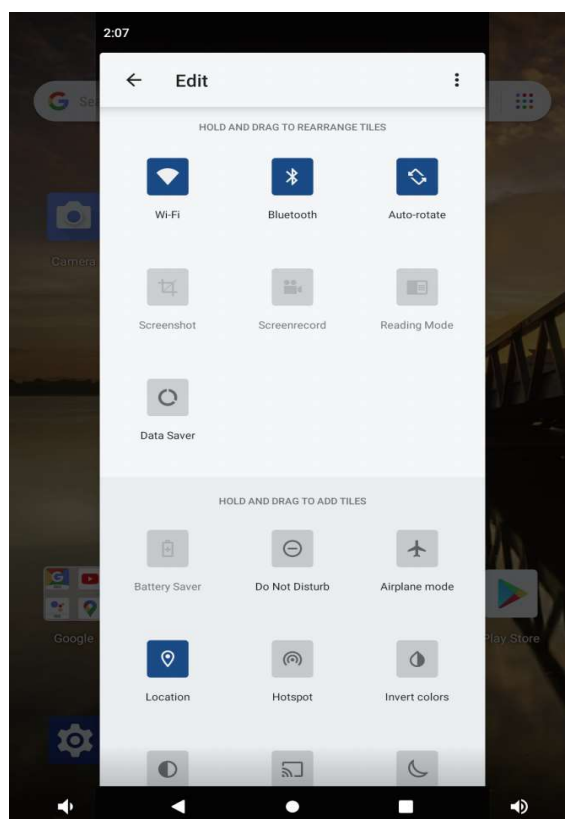 2:07
Edit
HOLD AND DRAG TO REARRANGE TILES
Wi-Fi
Bluetooth
Auto-rotate
Camera
Screenshot
Screenrecord
Reading Mode
Data Saver
HOLD AND DRAG TO ADD TILES
Battery Saver
Do Not Disturb
Airplane mode
Google
Play Store
Location
Hotspot
Invert colors